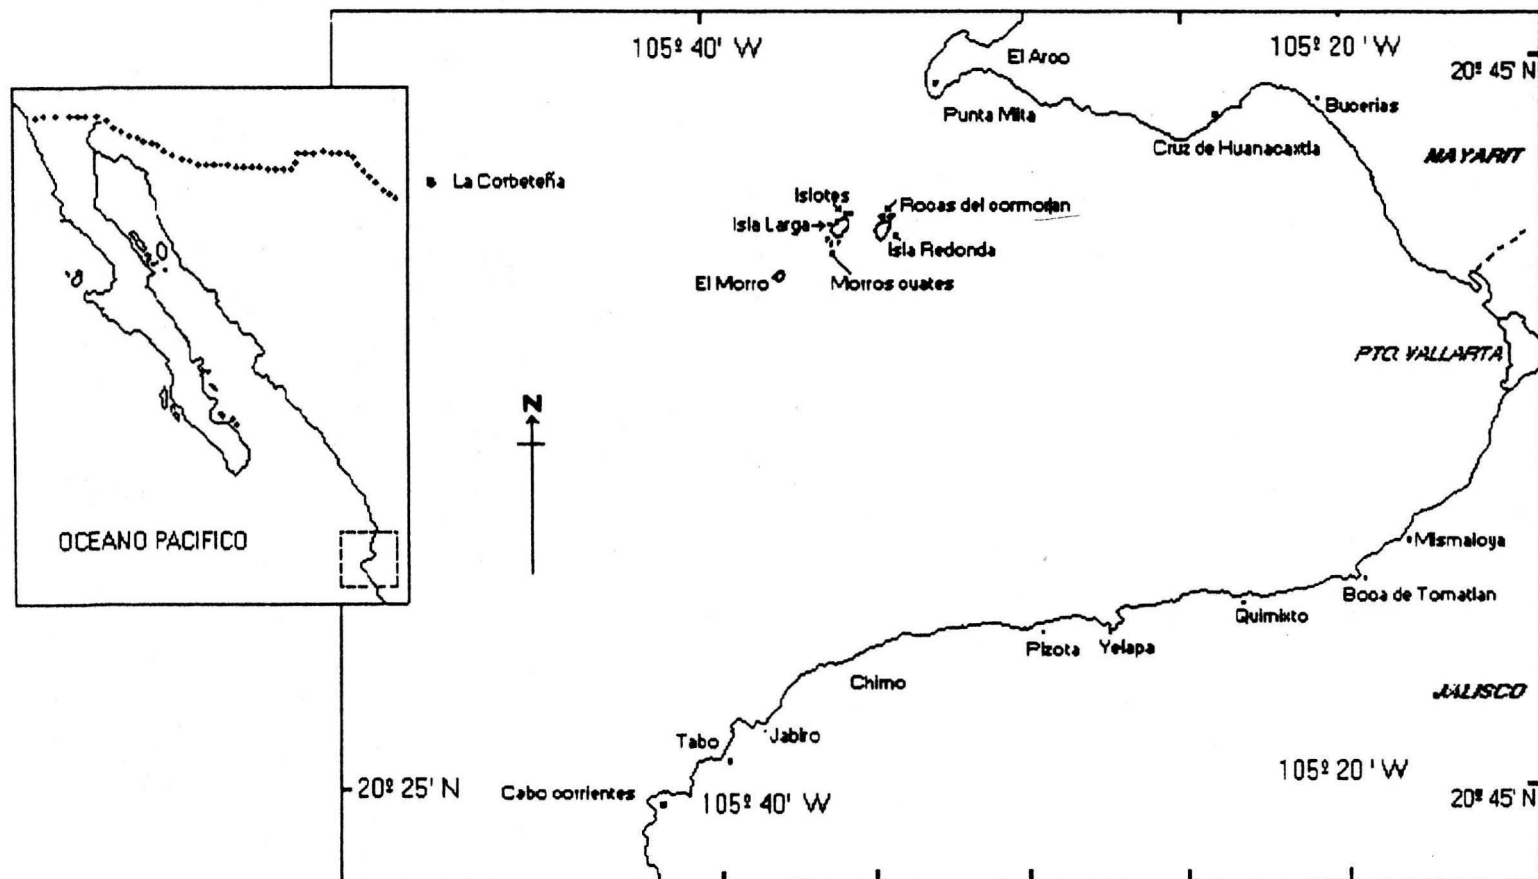 105º 40' W
105º 20' W
El Aroo
20º 45' N
Punta Mita
Bucerias
Cruz de Huanacaxtla
NAYARIT
La Corbeteña
Islotes
Rocas del cormoran
Isla Larga
Isla Redonda
El Morro
Morros cuates
PTO. VALLARTA
N
OCEANO PACIFICO
Mismaloya
Boca de Tomatlan
Quimixto
Pizota
Yelapa
Chimo
JALISCO
Tabo
Jabiro
105º 20' W
20º 25' N
Cabo corrientes
105º 40' W
20º 45' N